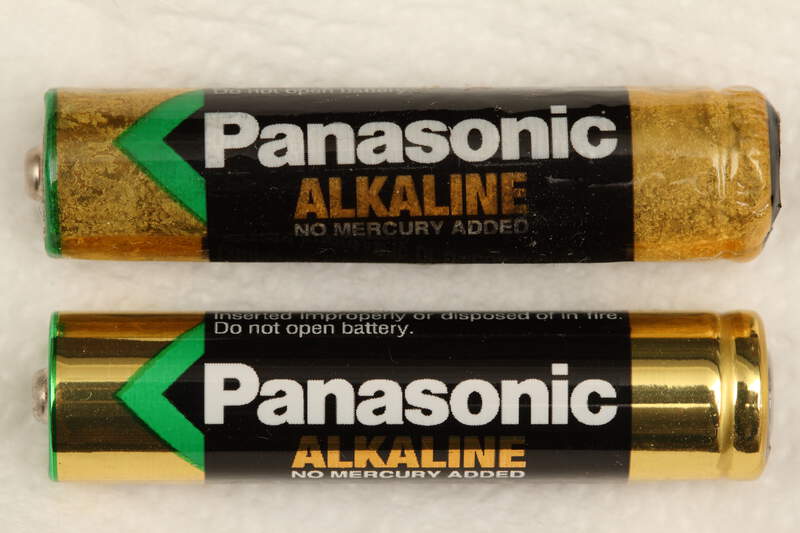 Do not open battery.
Panasonic
ALKALINE
NO MERCURY ADDED
Inserted improperly or disposed of in fire.
Do not open battery.
Panasonic
ALKALINE
NO MERCURY ADDED